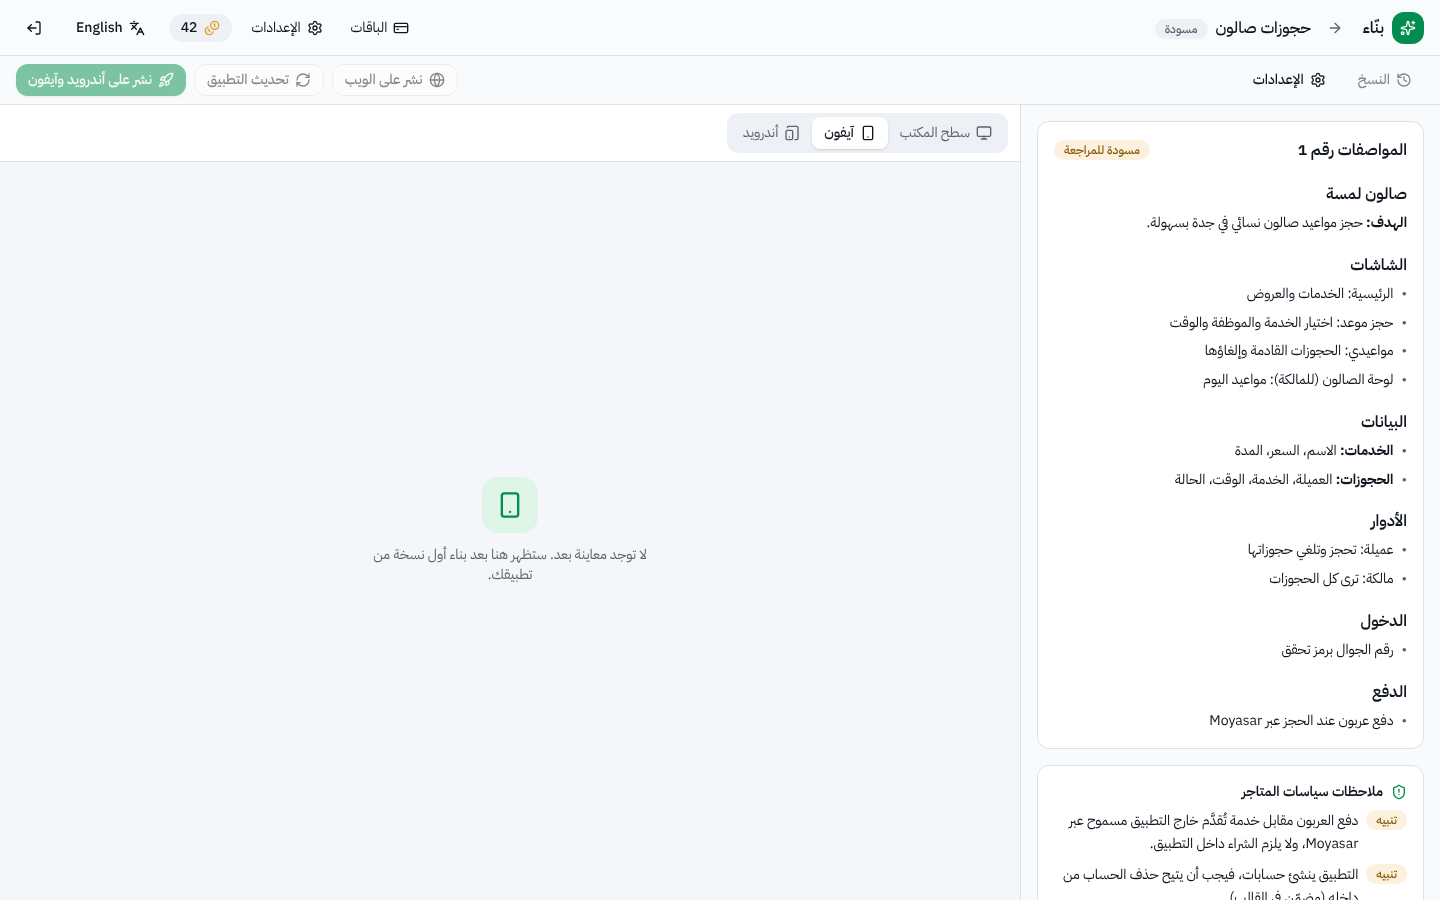 بنّاء
حجوزات صالون
مسودة
الباقات
الإعدادات
42
English
النسخ
الإعدادات
نشر على الويب
تحديث التطبيق
نشر على أندرويد وآيفون
سطح المكتب
آيفون
أندرويد
المواصفات رقم 1
مسودة للمراجعة
صالون لمسة
الهدف: حجز مواعيد صالون نسائي في جدة بسهولة.
الشاشات
• الرئيسية: الخدمات والعروض
• حجز موعد: اختيار الخدمة والموظفة والوقت
• مواعيدي: الحجوزات القادمة وإلغاؤها
• لوحة الصالون (للمالكة): مواعيد اليوم
البيانات
• الخدمات: الاسم، السعر، المدة
• الحجوزات: العميلة، الخدمة، الوقت، الحالة
الأدوار
• عميلة: تحجز وتلغي حجوزاتها
• مالكة: ترى كل الحجوزات
الدخول
• رقم الجوال برمز تحقق
الدفع
• دفع عربون عند الحجز عبر Moyasar
ملاحظات سياسات المتاجر
تنبيه
دفع العربون مقابل خدمة تُقدَّم خارج التطبيق مسموح عبر
Moyasar، ولا يلزم الشراء داخل التطبيق.
تنبيه
التطبيق ينشئ حسابات، فيجب أن يتيح حذف الحساب من
داخله (مضمّن في القالب)
لا توجد معاينة بعد. ستظهر هنا بعد بناء أول نسخة من
تطبيقك.